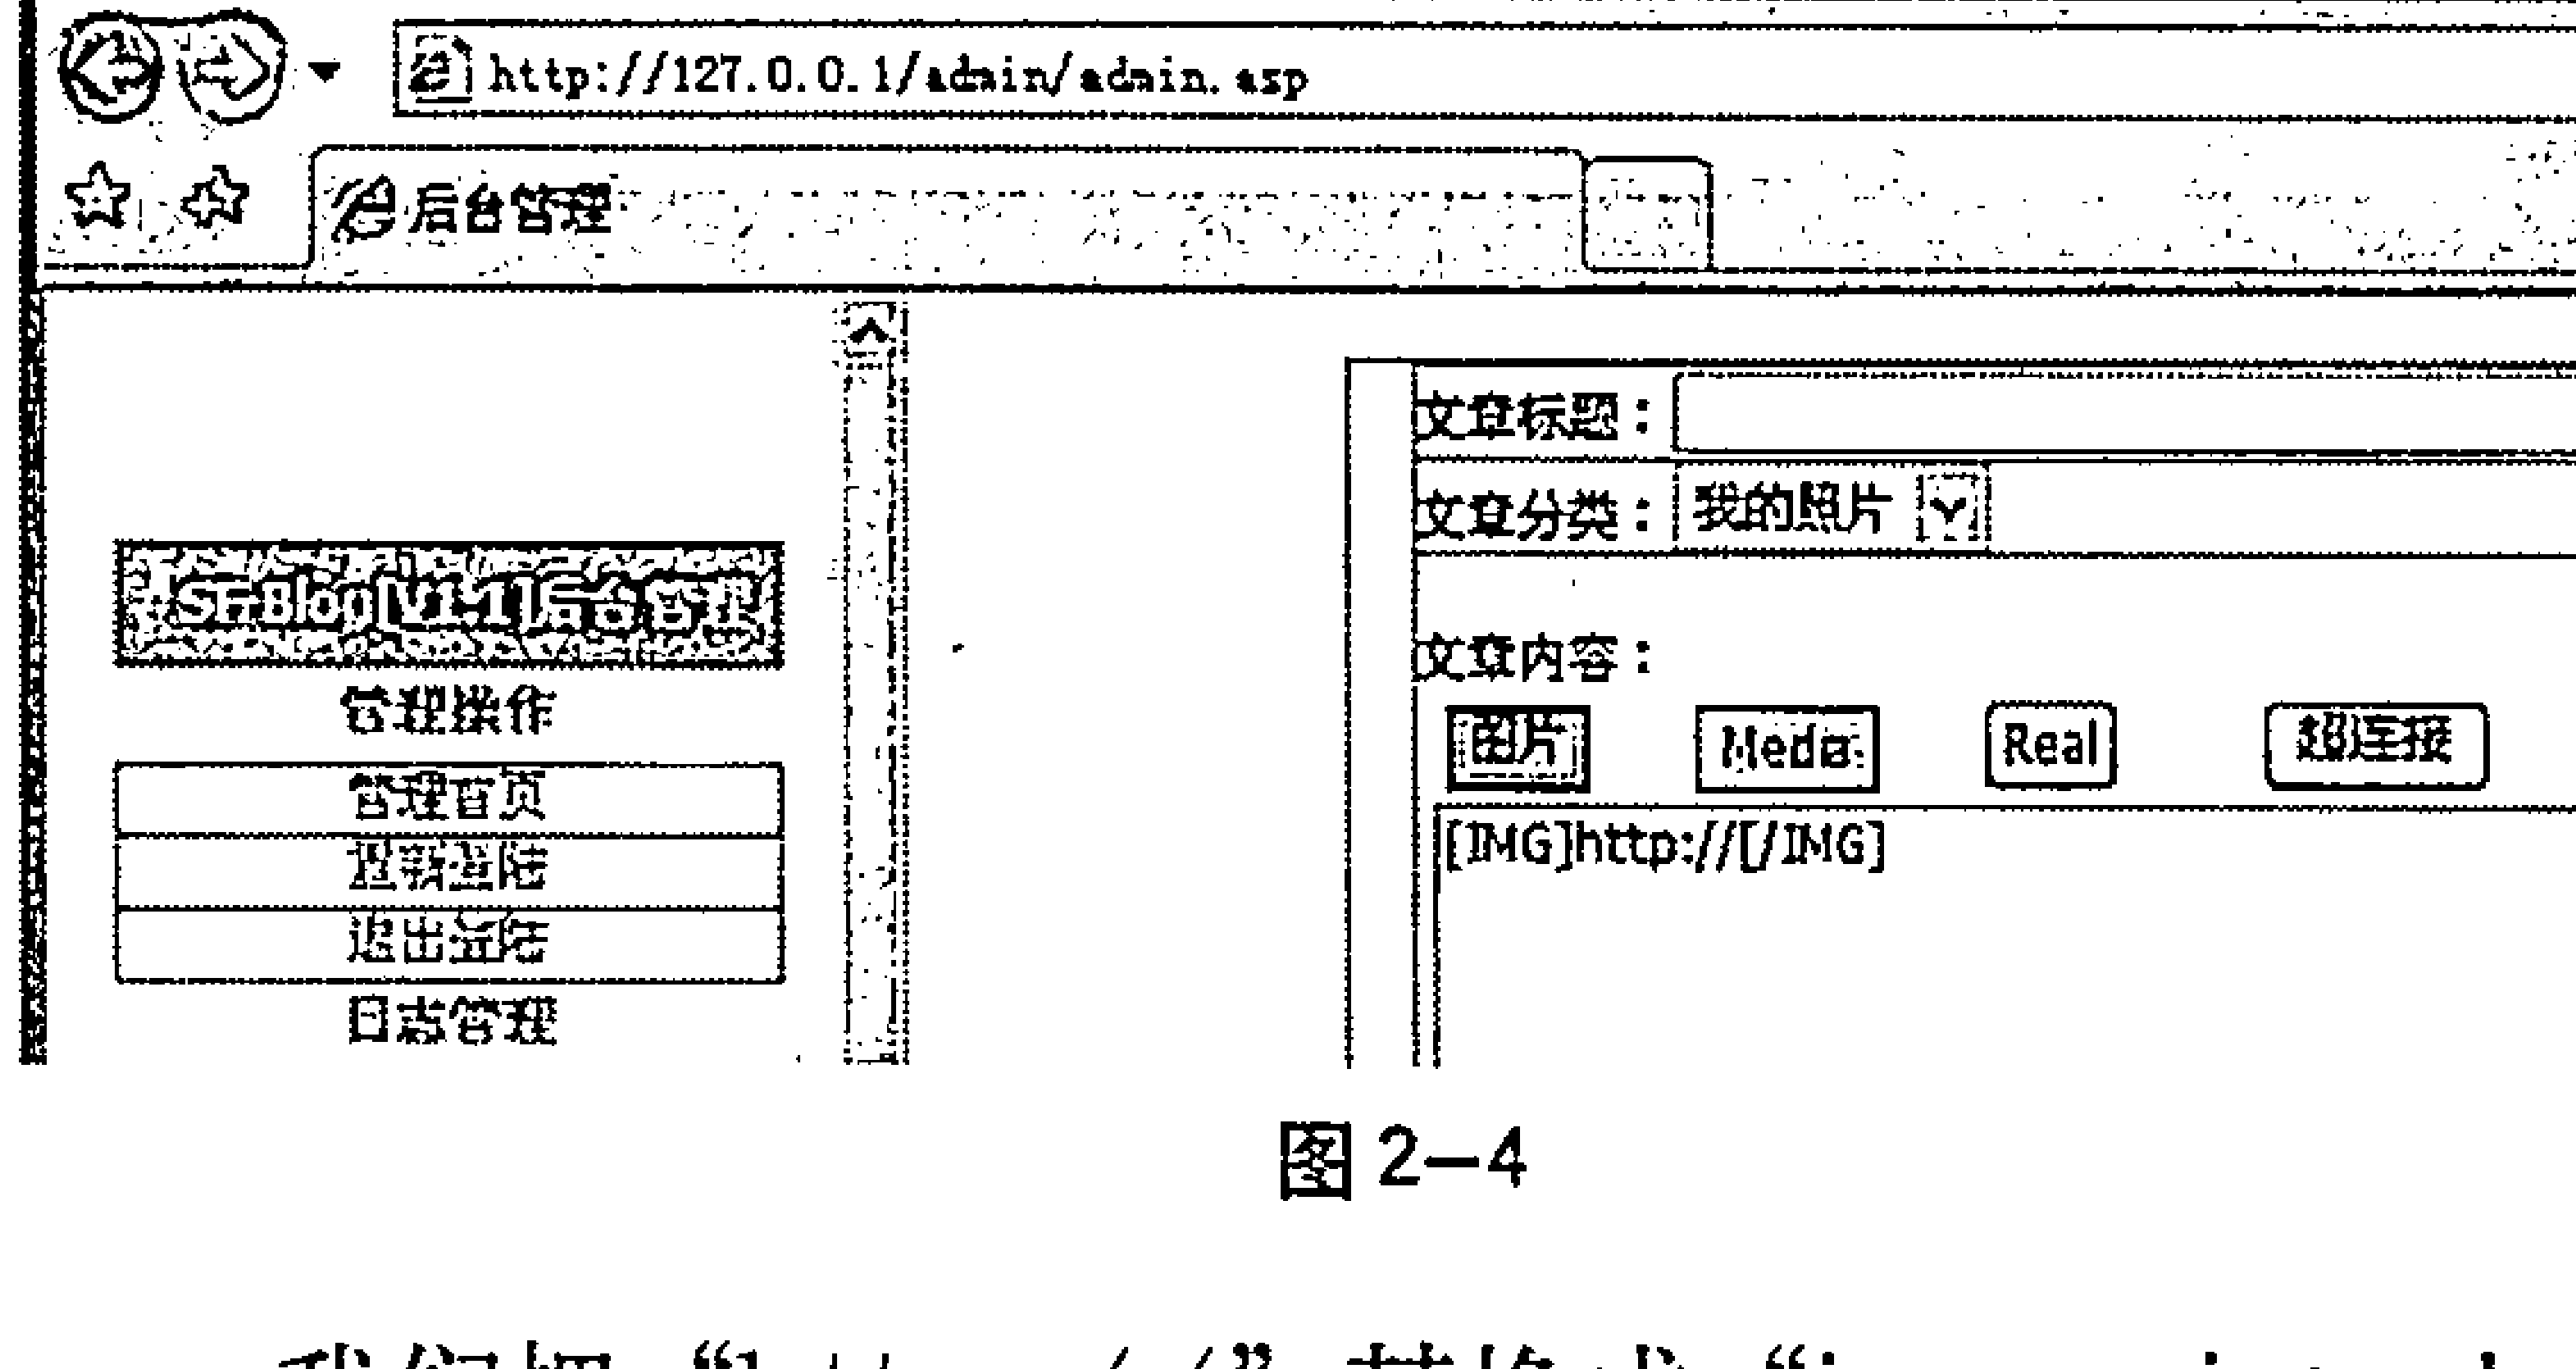 http://127.0.0.1/admin/admin.asp
后台管理
SF-Blog[V1.1]后台管理
管理操作
管理首页
重新登陆
退出登陆
日志管理
文章标题：
文章分类： 我的照片
文章内容：
图片 Media Real 超连接
[IMG]http://[/IMG]
图 2-4